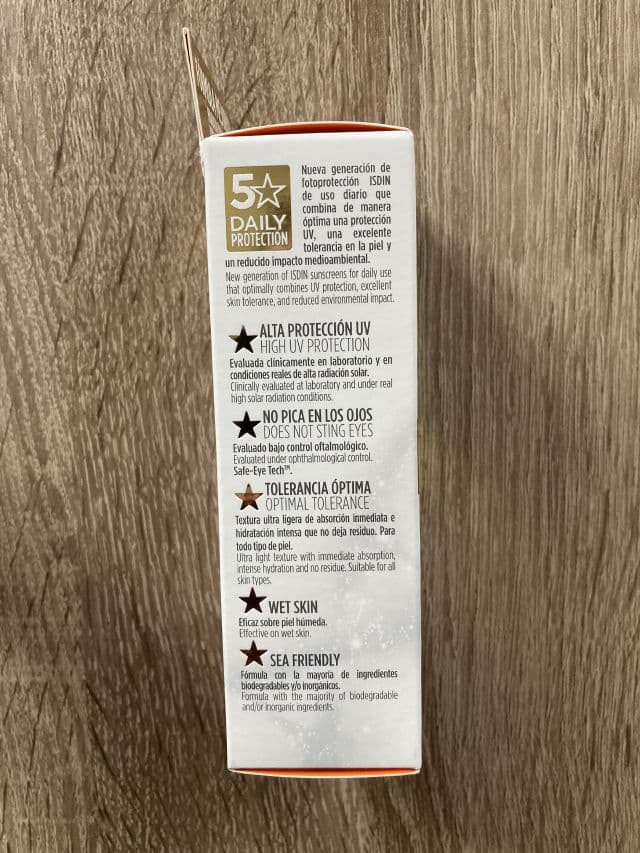 5☆
DAILY
PROTECTION
Nueva generación de
fotoprotección ISDIN
de uso diario que
combina de manera
óptima una protección
UV, una excelente
tolerancia en la piel y
un reducido impacto medioambiental.
New generation of ISDIN sunscreens for daily use
that optimally combines UV protection, excellent
skin tolerance, and reduced environmental impact.
ALTA PROTECCIÓN UV
HIGH UV PROTECTION
Evaluada clínicamente en laboratorio y en
condiciones reales de alta radiación solar.
Clinically evaluated at laboratory and under real
high solar radiation conditions.
NO PICA EN LOS OJOS
DOES NOT STING EYES
Evaluado bajo control oftalmológico.
Evaluated under ophthalmological control.
Safe-Eye Tech™.
TOLERANCIA ÓPTIMA
OPTIMAL TOLERANCE
Textura ultra ligera de absorción inmediata e
hidratación intensa que no deja residuo. Para
todo tipo de piel.
Ultra light texture with immediate absorption,
intense hydration and no residue. Suitable for all
skin types.
WET SKIN
Eficaz sobre piel húmeda.
Effective on wet skin.
SEA FRIENDLY
Fórmula con la mayoría de ingredientes
biodegradables y/o inorgánicos.
Formula with the majority of biodegradable
and/or inorganic ingredients.